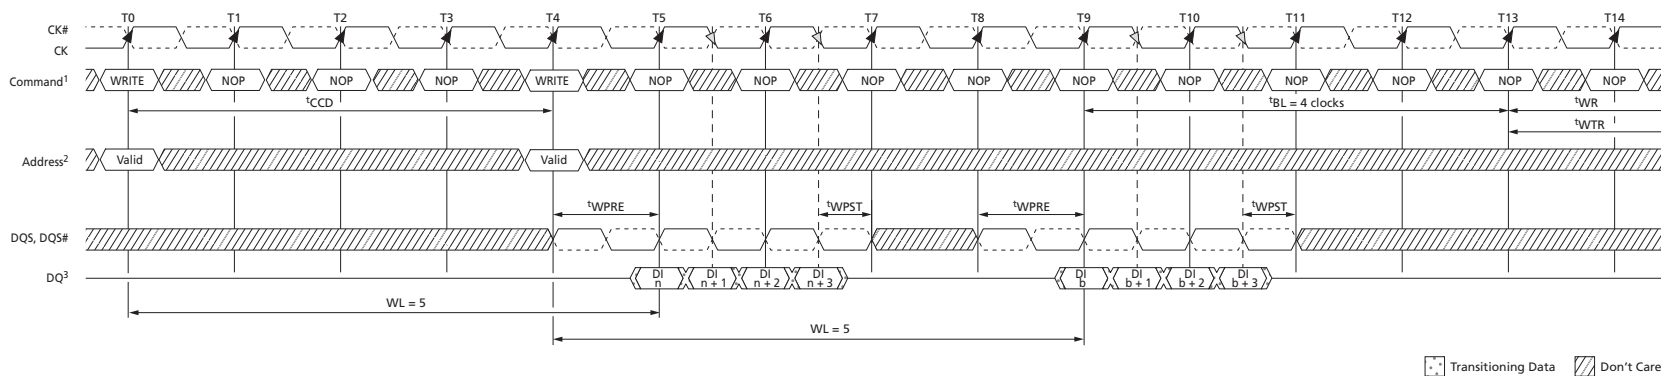 T0 T1 T2 T3 T4 T5 T6 T7 T8 T9 T10 T11 T12 T13 T14
CK#
CK
Command1 WRITE NOP NOP NOP WRITE NOP NOP NOP NOP NOP NOP NOP NOP NOP NOP
tCCD tBL = 4 clocks tWR
tWTR
Address2 Valid Valid
tWPRE tWPST tWPRE tWPST
DQS, DQS#
DQ3 DI n DI n + 1 DI n + 2 DI n + 3 DI b DI b + 1 DI b + 2 DI b + 3
WL = 5
WL = 5
Transitioning Data Don't Care